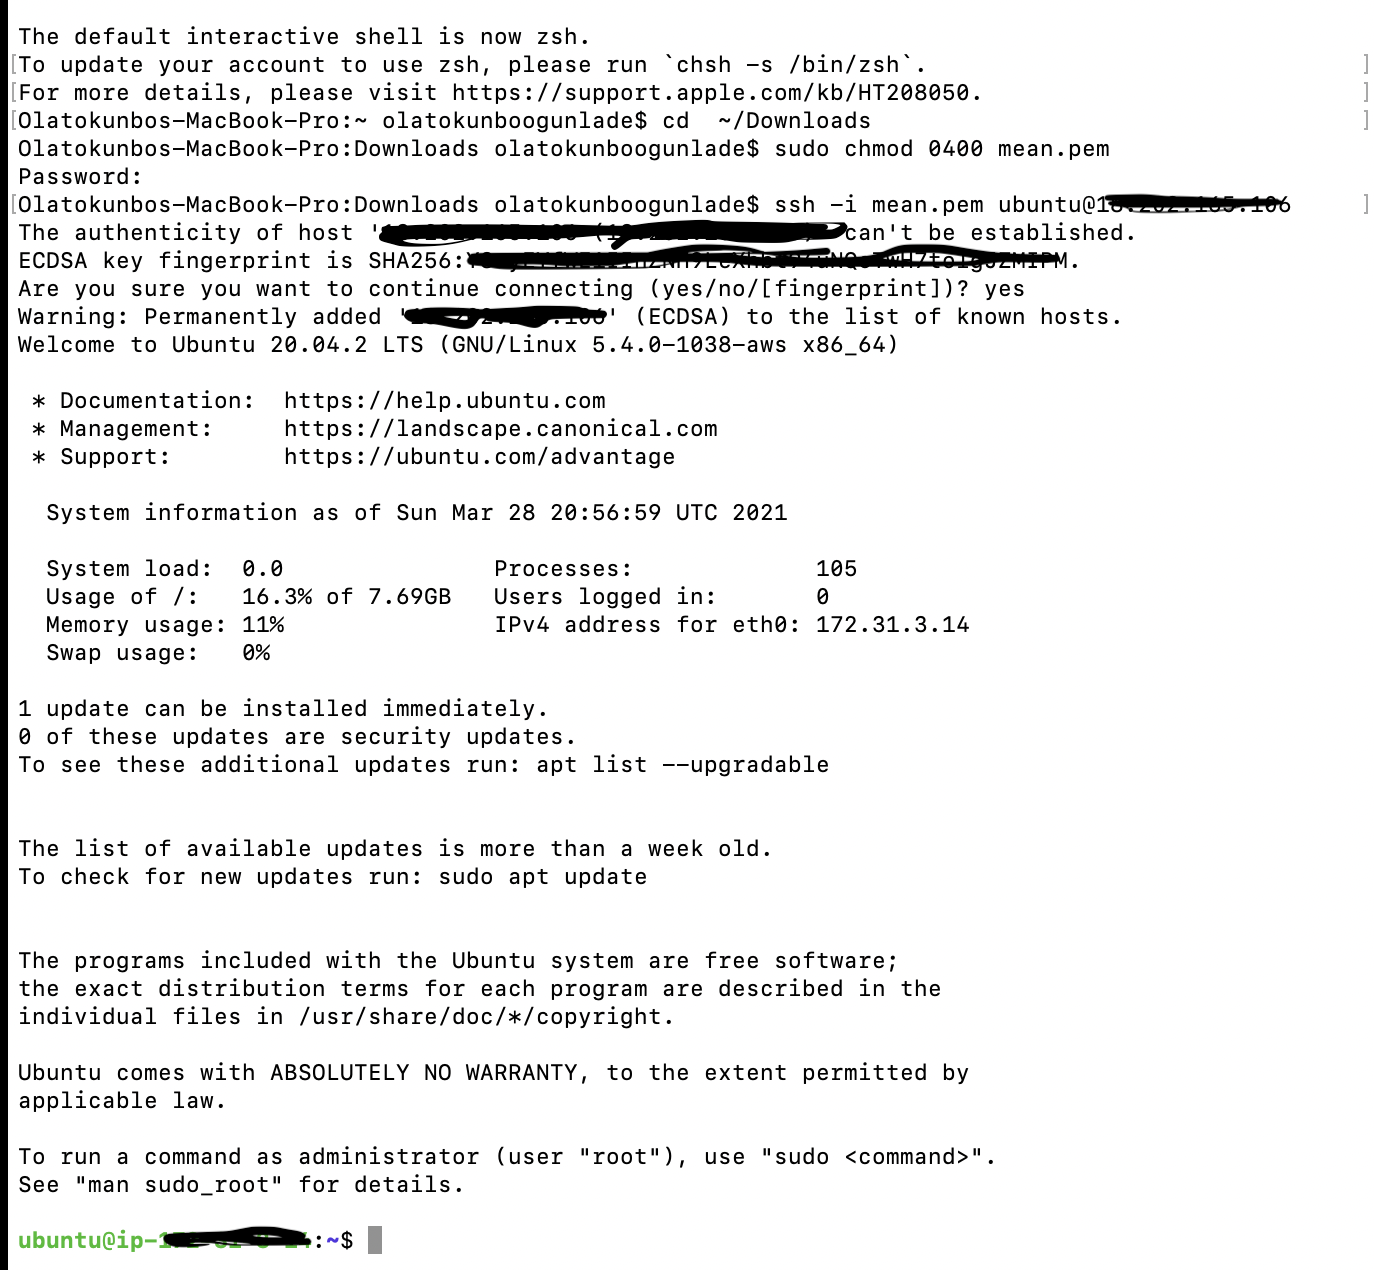 The default interactive shell is now zsh.
[To update your account to use zsh, please run `chsh -s /bin/zsh`. ]
[For more details, please visit https://support.apple.com/kb/HT208050. ]
[Olatokunbos-MacBook-Pro:~ olatokunboogunlade$ cd  ~/Downloads ]
Olatokunbos-MacBook-Pro:Downloads olatokunboogunlade$ sudo chmod 0400 mean.pem
Password:
[Olatokunbos-MacBook-Pro:Downloads olatokunboogunlade$ ssh -i mean.pem ubuntu@ ]
The authenticity of host ' can't be established.
ECDSA key fingerprint is SHA256:
Are you sure you want to continue connecting (yes/no/[fingerprint])? yes
Warning: Permanently added '' (ECDSA) to the list of known hosts.
Welcome to Ubuntu 20.04.2 LTS (GNU/Linux 5.4.0-1038-aws x86_64)
* Documentation:  https://help.ubuntu.com
* Management:     https://landscape.canonical.com
* Support:        https://ubuntu.com/advantage
System information as of Sun Mar 28 20:56:59 UTC 2021
System load:  0.0               Processes:             105
Usage of /:   16.3% of 7.69GB   Users logged in:       0
Memory usage: 11%               IPv4 address for eth0: 172.31.3.14
Swap usage:   0%
1 update can be installed immediately.
0 of these updates are security updates.
To see these additional updates run: apt list --upgradable
The list of available updates is more than a week old.
To check for new updates run: sudo apt update
The programs included with the Ubuntu system are free software;
the exact distribution terms for each program are described in the
individual files in /usr/share/doc/*/copyright.
Ubuntu comes with ABSOLUTELY NO WARRANTY, to the extent permitted by
applicable law.
To run a command as administrator (user "root"), use "sudo <command>".
See "man sudo_root" for details.
ubuntu@ip-:~$